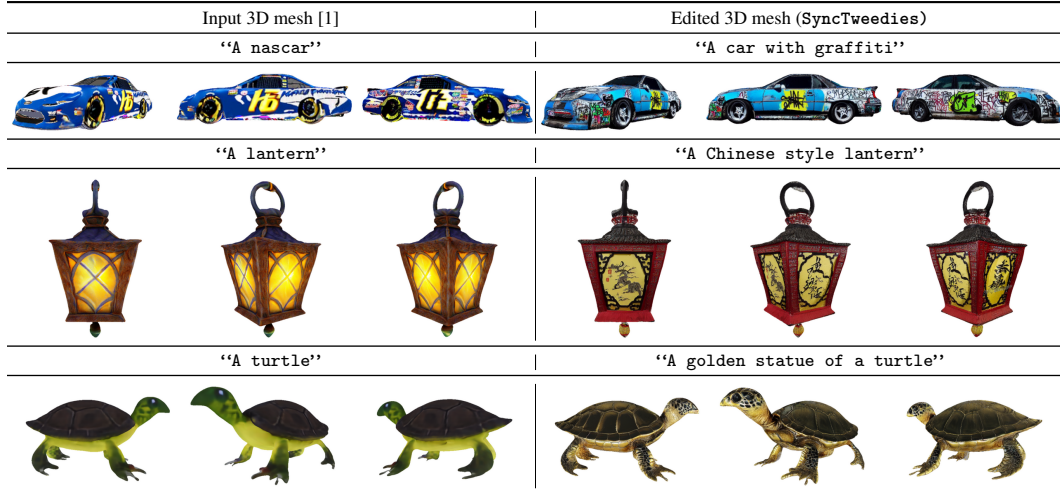 Input 3D mesh [1]
Edited 3D mesh (SyncTweedies)
“A nascar”
“A car with graffiti”
“A lantern”
“A Chinese style lantern”
“A turtle”
“A golden statue of a turtle”